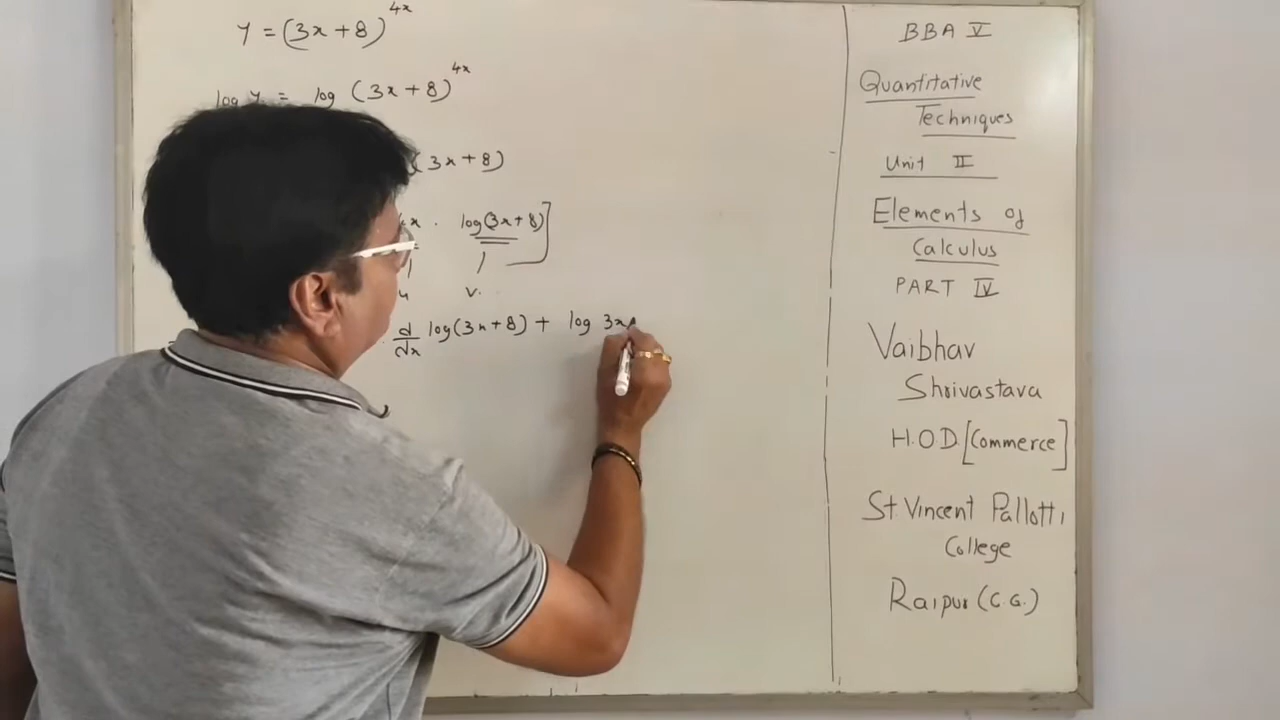 y = (3x+8)^4x
log y = log (3x+8)^4x
(3x+8)
4x . log(3x+8)]
u v.
. d/dx log(3x+8) + log 3x
BBA V
Quantitative
Techniques
Unit II
Elements of
Calculus
PART IV
Vaibhav
Shrivastava
H.O.D.[Commerce]
St. Vincent Pallotti
College
Raipur (C.G.)